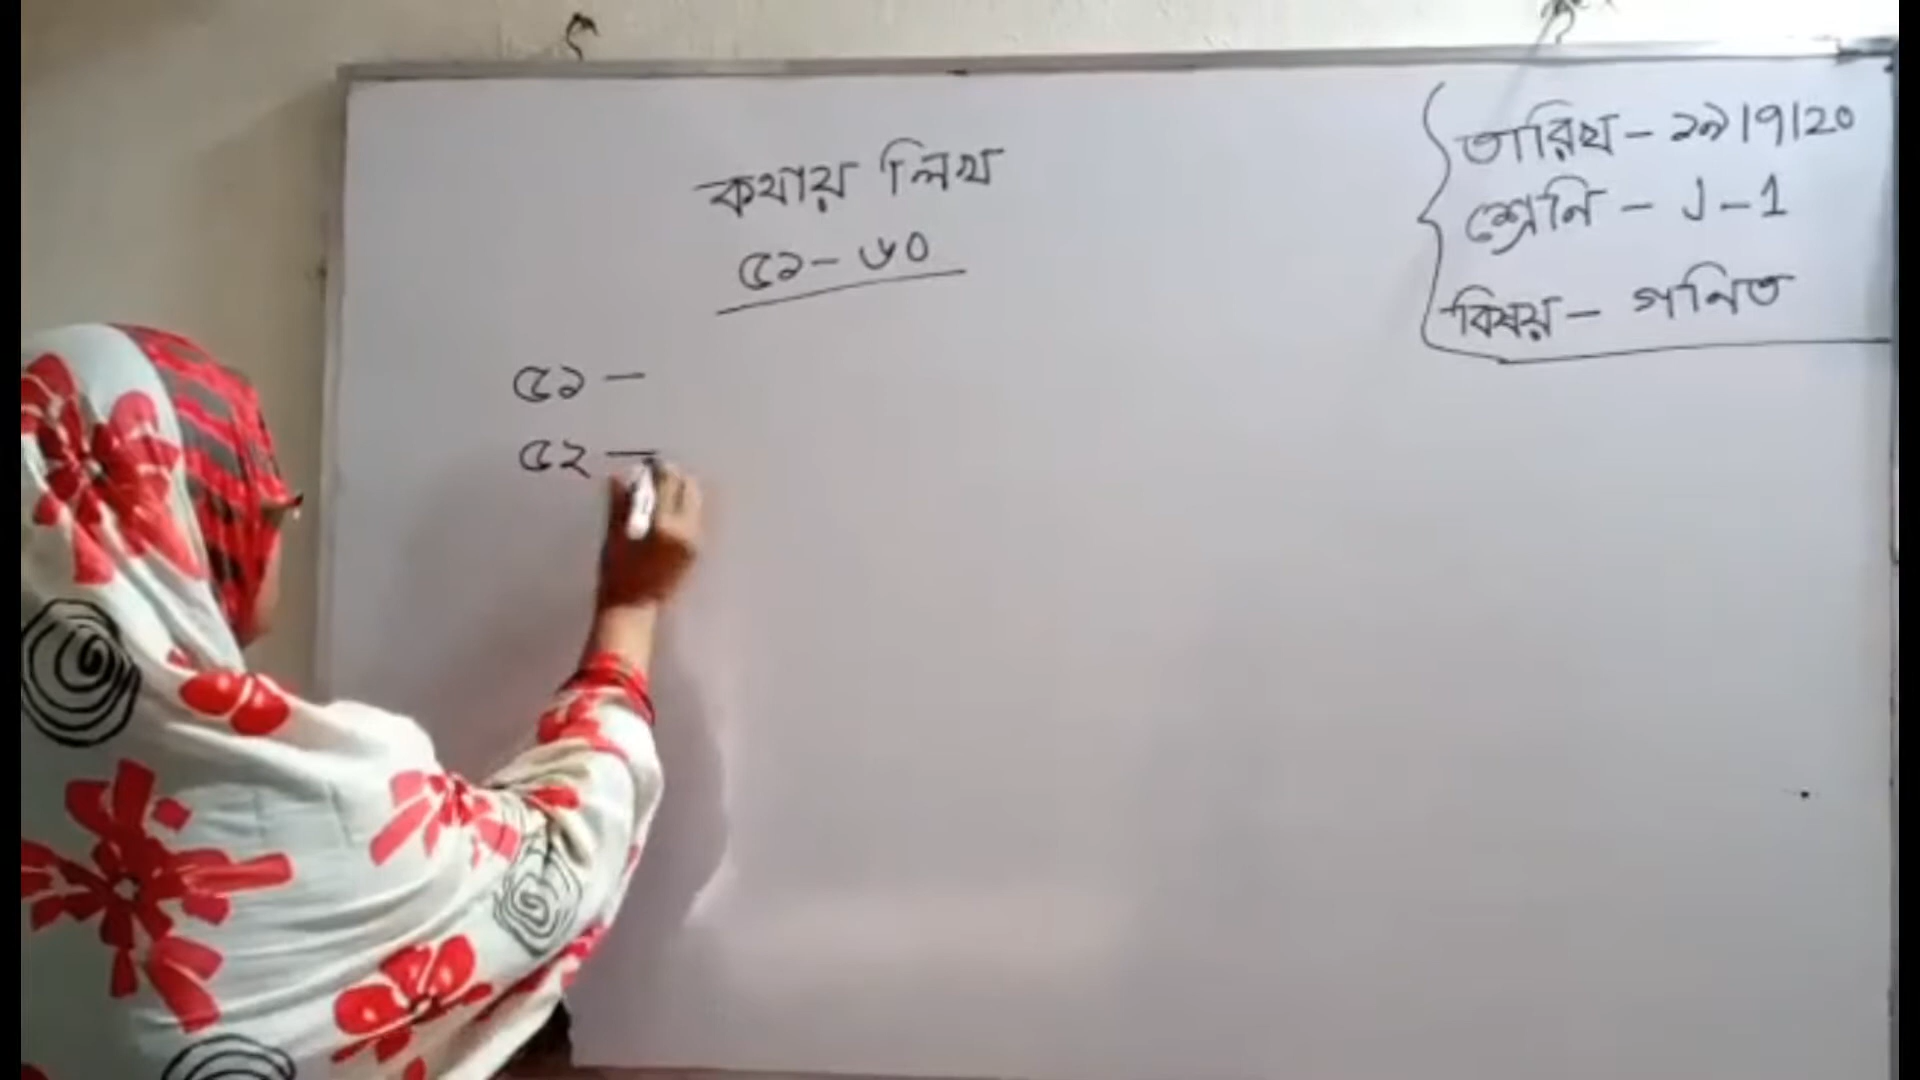 কথায় লিখ
৫১-৬০
৫১-
৫২-
তারিখ-২৯।৭।২০
শ্রেনি-J-1
বিষয়-গনিত